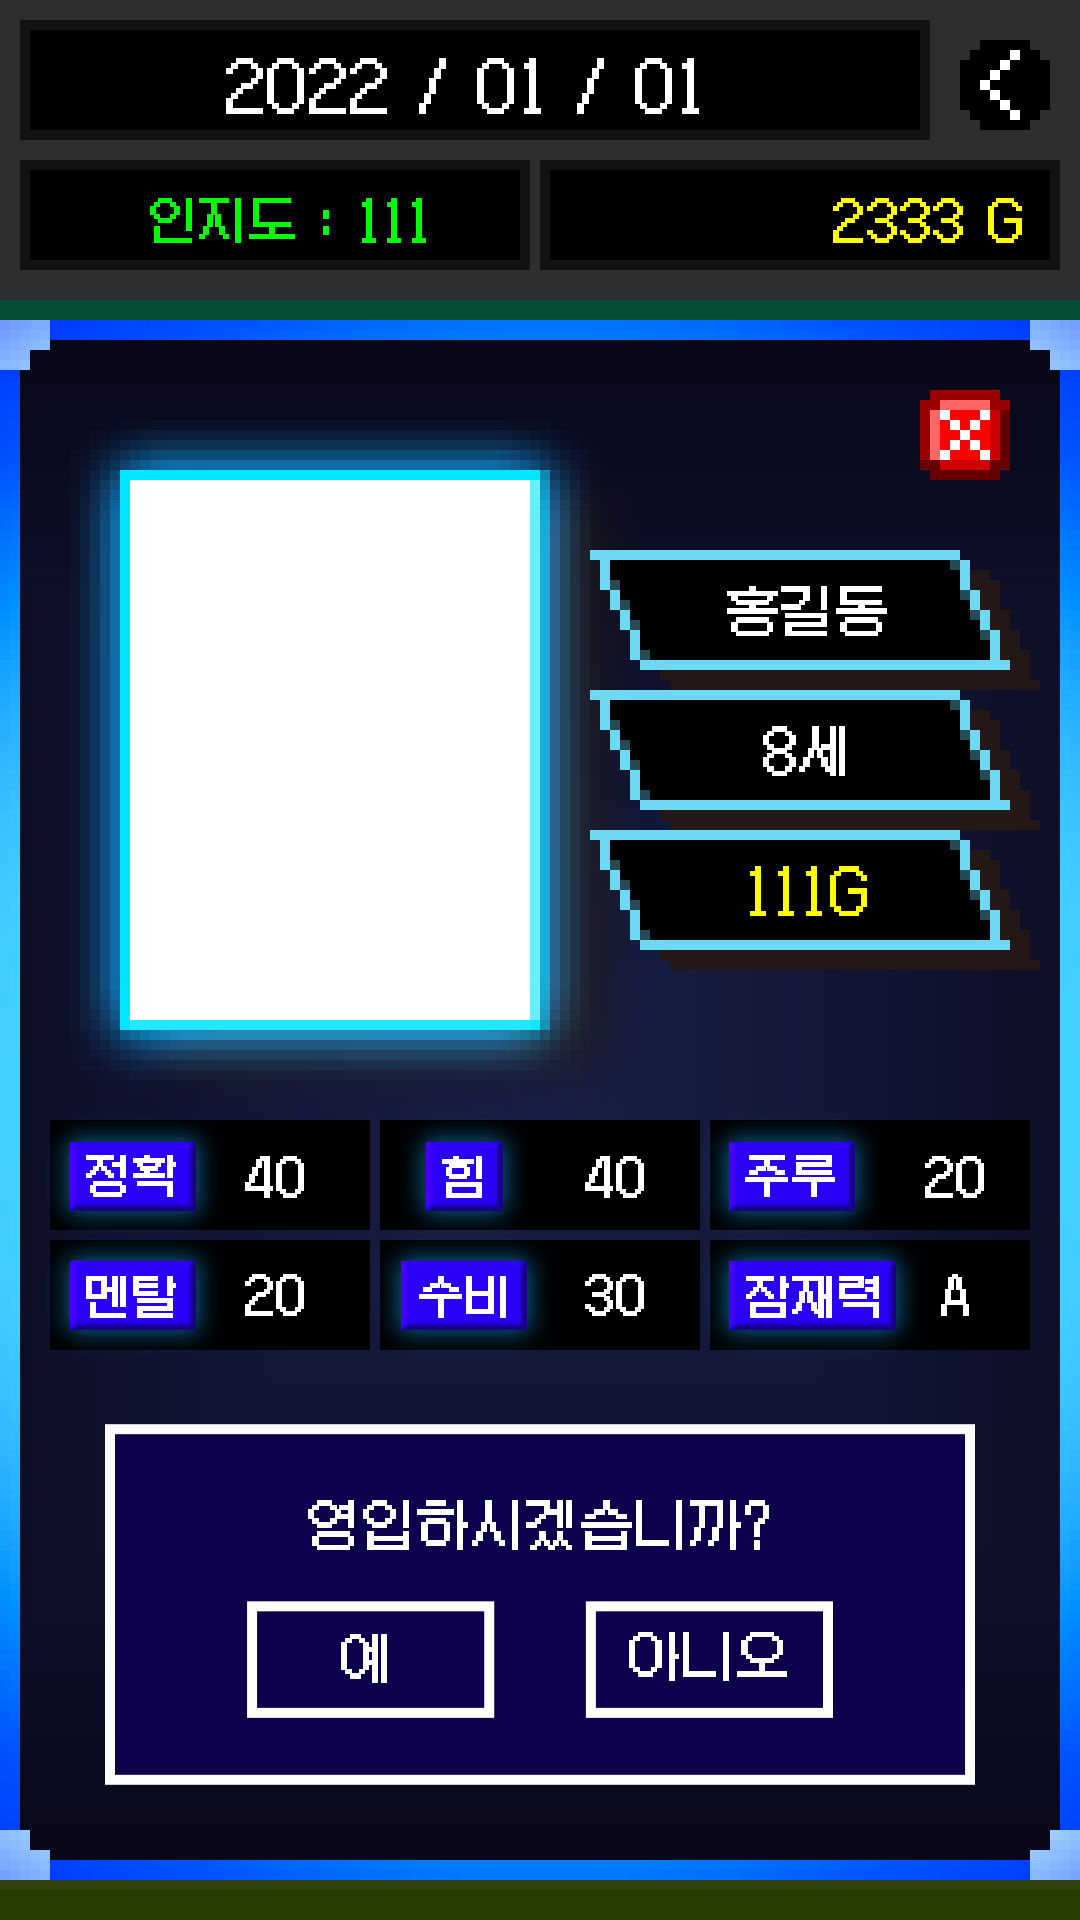 2022 / 01 / 01
인지도 : 111
2333 G
홍길동
8세
111G
정확 40 힘 40 주루 20
멘탈 20 수비 30 잠재력 A
영입하시겠습니까?
예 아니오